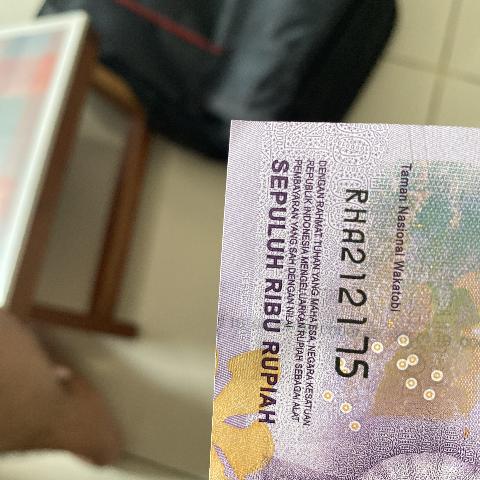 Taman Nasional Wakatobi
RHA212175
DENGAN RAHMAT TUHAN YANG MAHA ESA, NEGARA KESATUAN
REPUBLIK INDONESIA MENGELUARKAN RUPIAH SEBAGAI ALAT
PEMBAYARAN YANG SAH DENGAN NILAI
SEPULUH RIBU RUPIAH